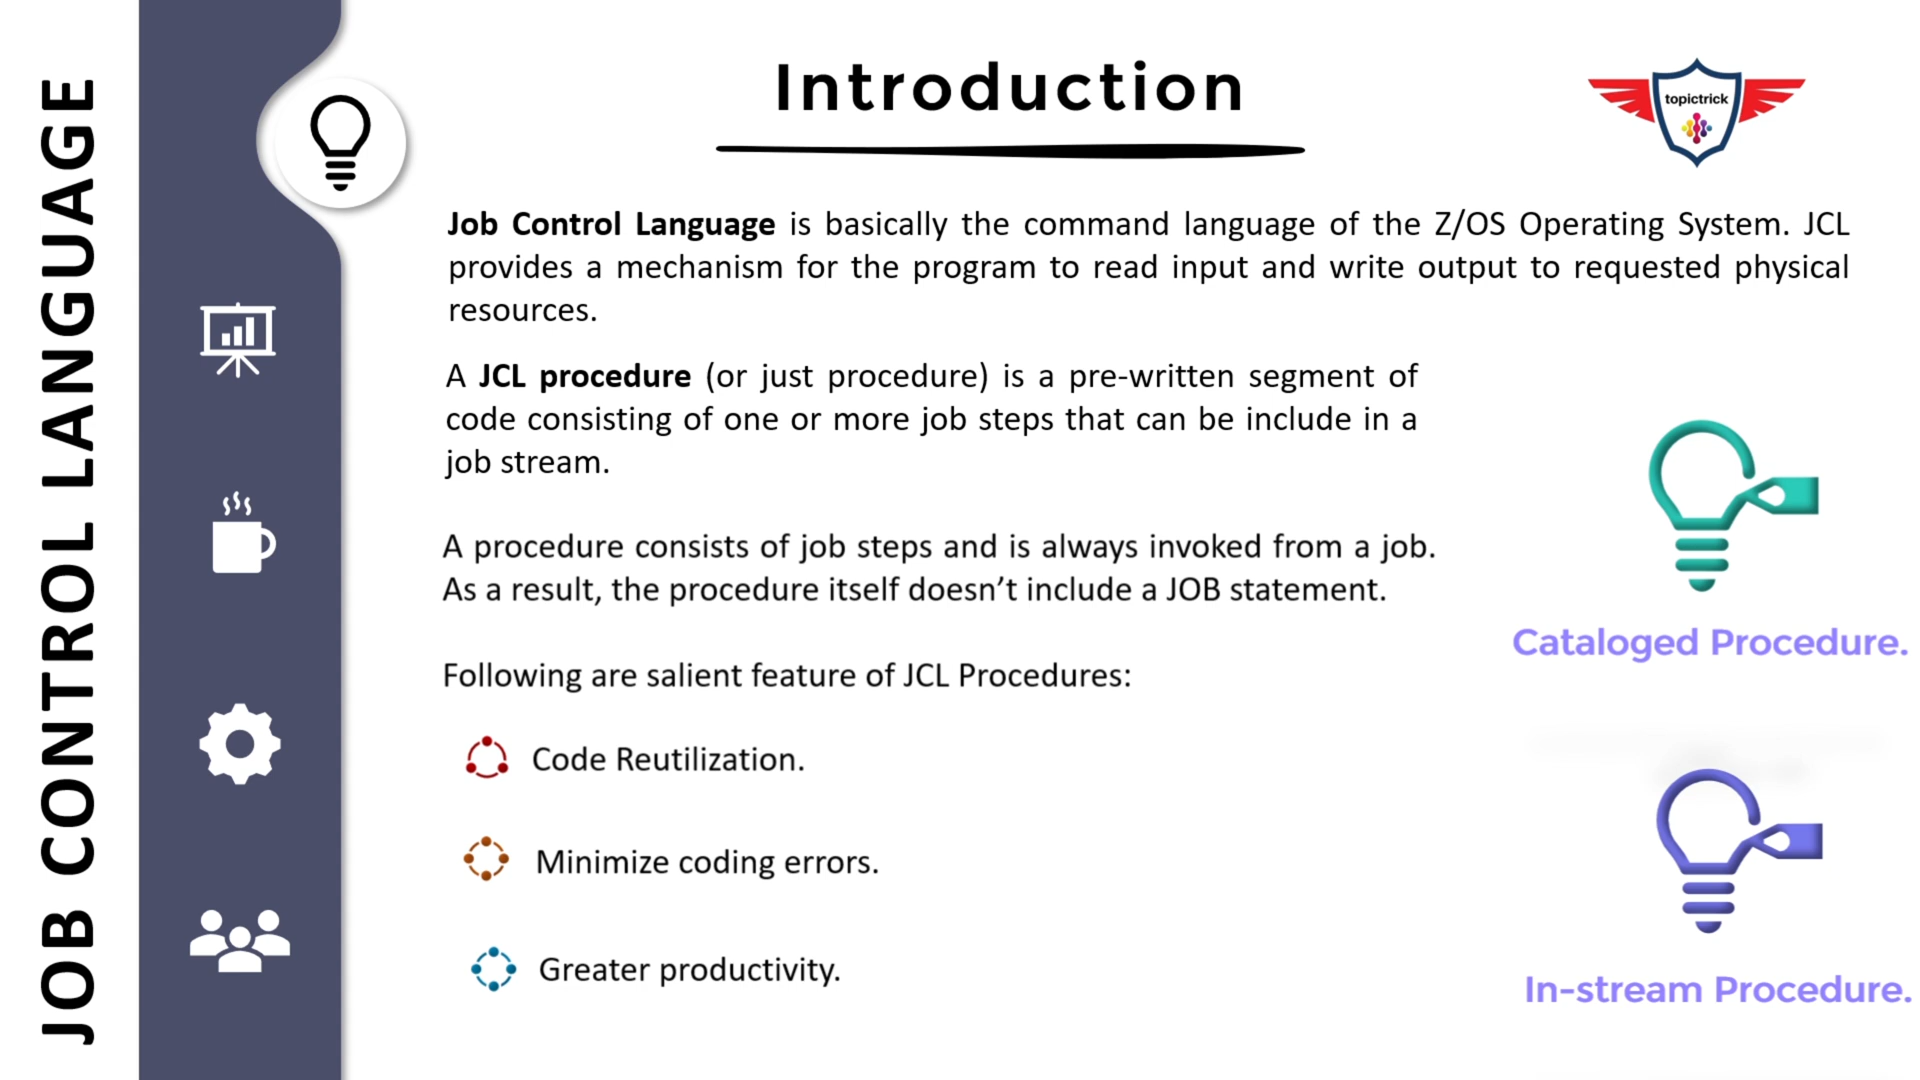 JOB CONTROL LANGUAGE
Introduction
topictrick
Job Control Language is basically the command language of the Z/OS Operating System. JCL
provides a mechanism for the program to read input and write output to requested physical
resources.
A JCL procedure (or just procedure) is a pre-written segment of
code consisting of one or more job steps that can be include in a
job stream.
A procedure consists of job steps and is always invoked from a job.
As a result, the procedure itself doesn’t include a JOB statement.
Following are salient feature of JCL Procedures:
Code Reutilization.
Minimize coding errors.
Greater productivity.
Cataloged Procedure.
In-stream Procedure.